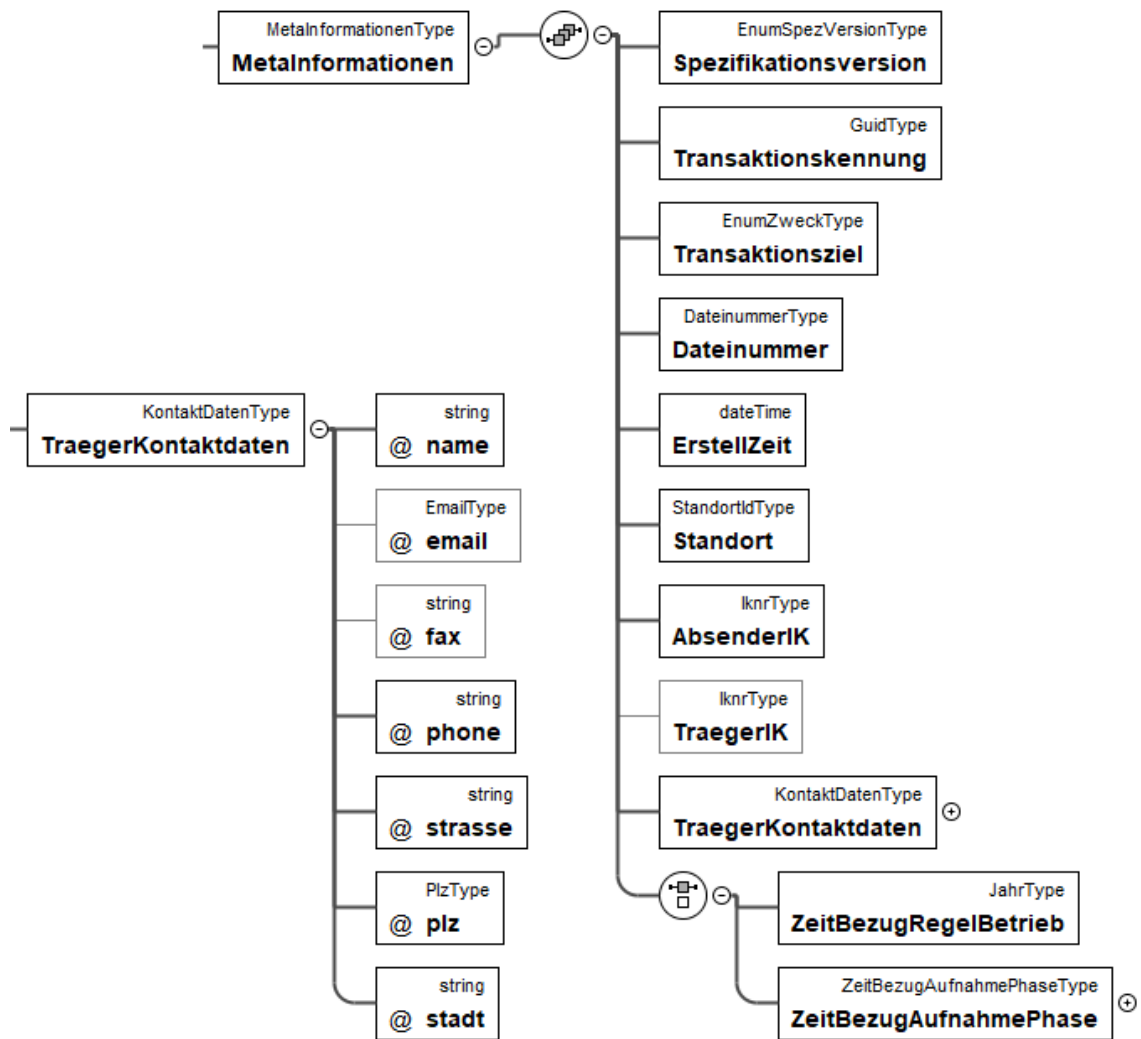 MetaInformationenType
MetaInformationen
EnumSpezVersionType
Spezifikationsversion
GuidType
Transaktionskennung
EnumZweckType
Transaktionsziel
DateinummerType
Dateinummer
KontaktDatenType
TraegerKontaktdaten
string
@ name
dateTime
ErstellZeit
EmailType
@ email
StandortIdType
Standort
string
@ fax
IknrType
AbsenderIK
string
@ phone
IknrType
TraegerIK
string
@ strasse
KontaktDatenType
TraegerKontaktdaten
PlzType
@ plz
JahrType
ZeitBezugRegelBetrieb
string
@ stadt
ZeitBezugAufnahmePhaseType
ZeitBezugAufnahmePhase